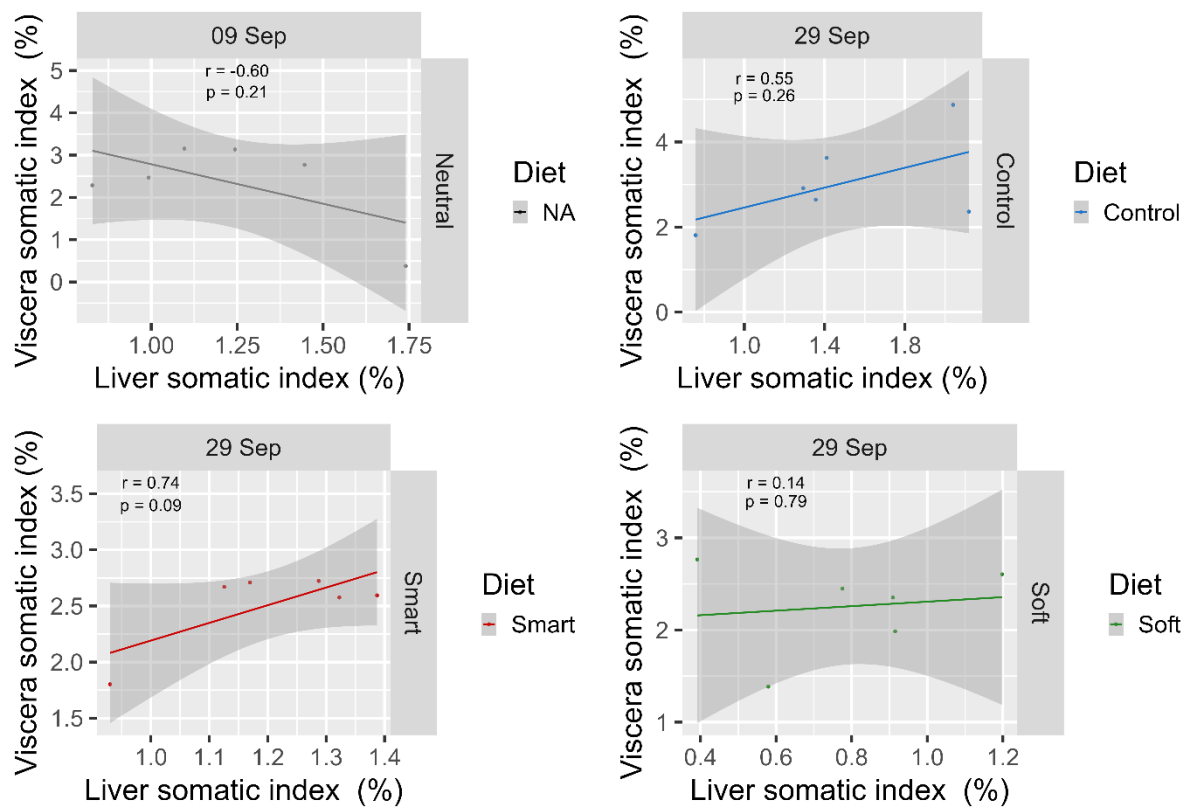 09 Sep
r = -0.60
p = 0.21
5
4
3
2
1
0
1.00 1.25 1.50 1.75
Liver somatic index (%)
Viscera somatic index (%)
Neutral
Diet
NA
29 Sep
r = 0.55
p = 0.26
4
2
0
1.0 1.4 1.8
Liver somatic index (%)
Viscera somatic index (%)
Control
Diet
Control
29 Sep
r = 0.74
p = 0.09
3.5
3.0
2.5
2.0
1.5
1.0 1.1 1.2 1.3 1.4
Liver somatic index (%)
Viscera somatic index (%)
Smart
Diet
Smart
29 Sep
r = 0.14
p = 0.79
3
2
1
0.4 0.6 0.8 1.0 1.2
Liver somatic index (%)
Viscera somatic index (%)
Soft
Diet
Soft